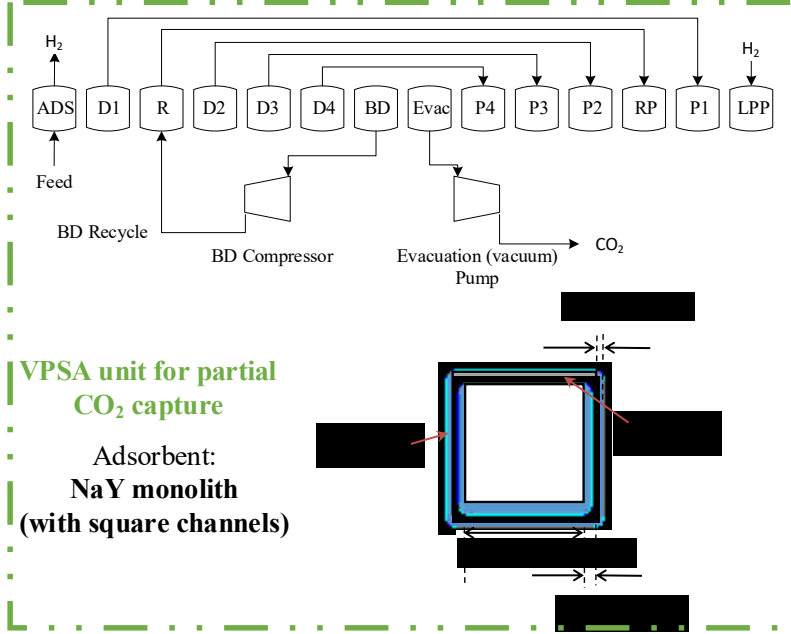 H₂
H₂
ADS D1 R D2 D3 D4 BD Evac P4 P3 P2 RP P1 LPP
Feed
BD Recycle
BD Compressor
Evacuation (vacuum)
Pump
CO₂
VPSA unit for partial
CO₂ capture
Adsorbent:
NaY monolith
(with square channels)